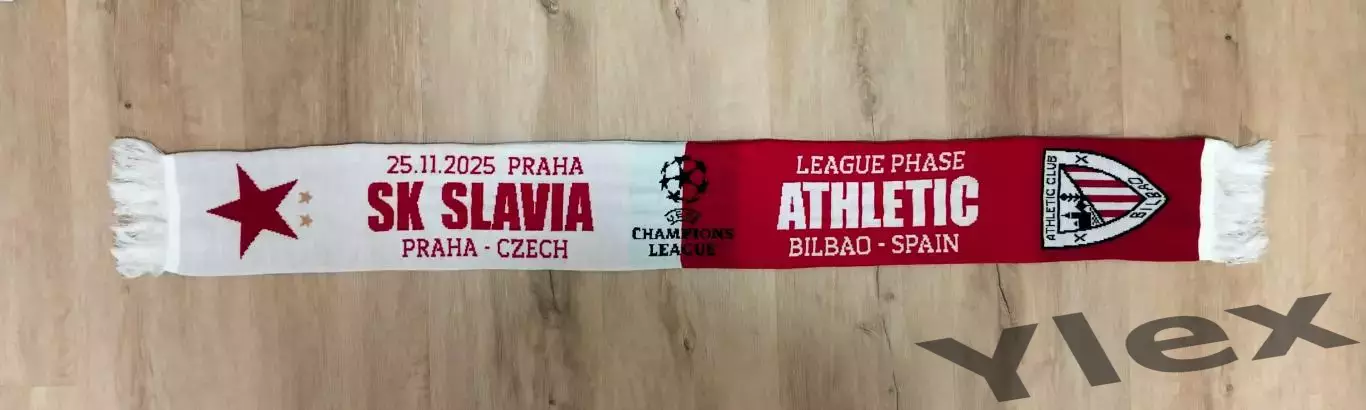 25.11.2025 PRAHA
SK SLAVIA
PRAHA - CZECH
CHAMPIONS
LEAGUE
LEAGUE PHASE
ATHLETIC
BILBAO - SPAIN
ATHLETIC CLUB
BILBAO
Ylex